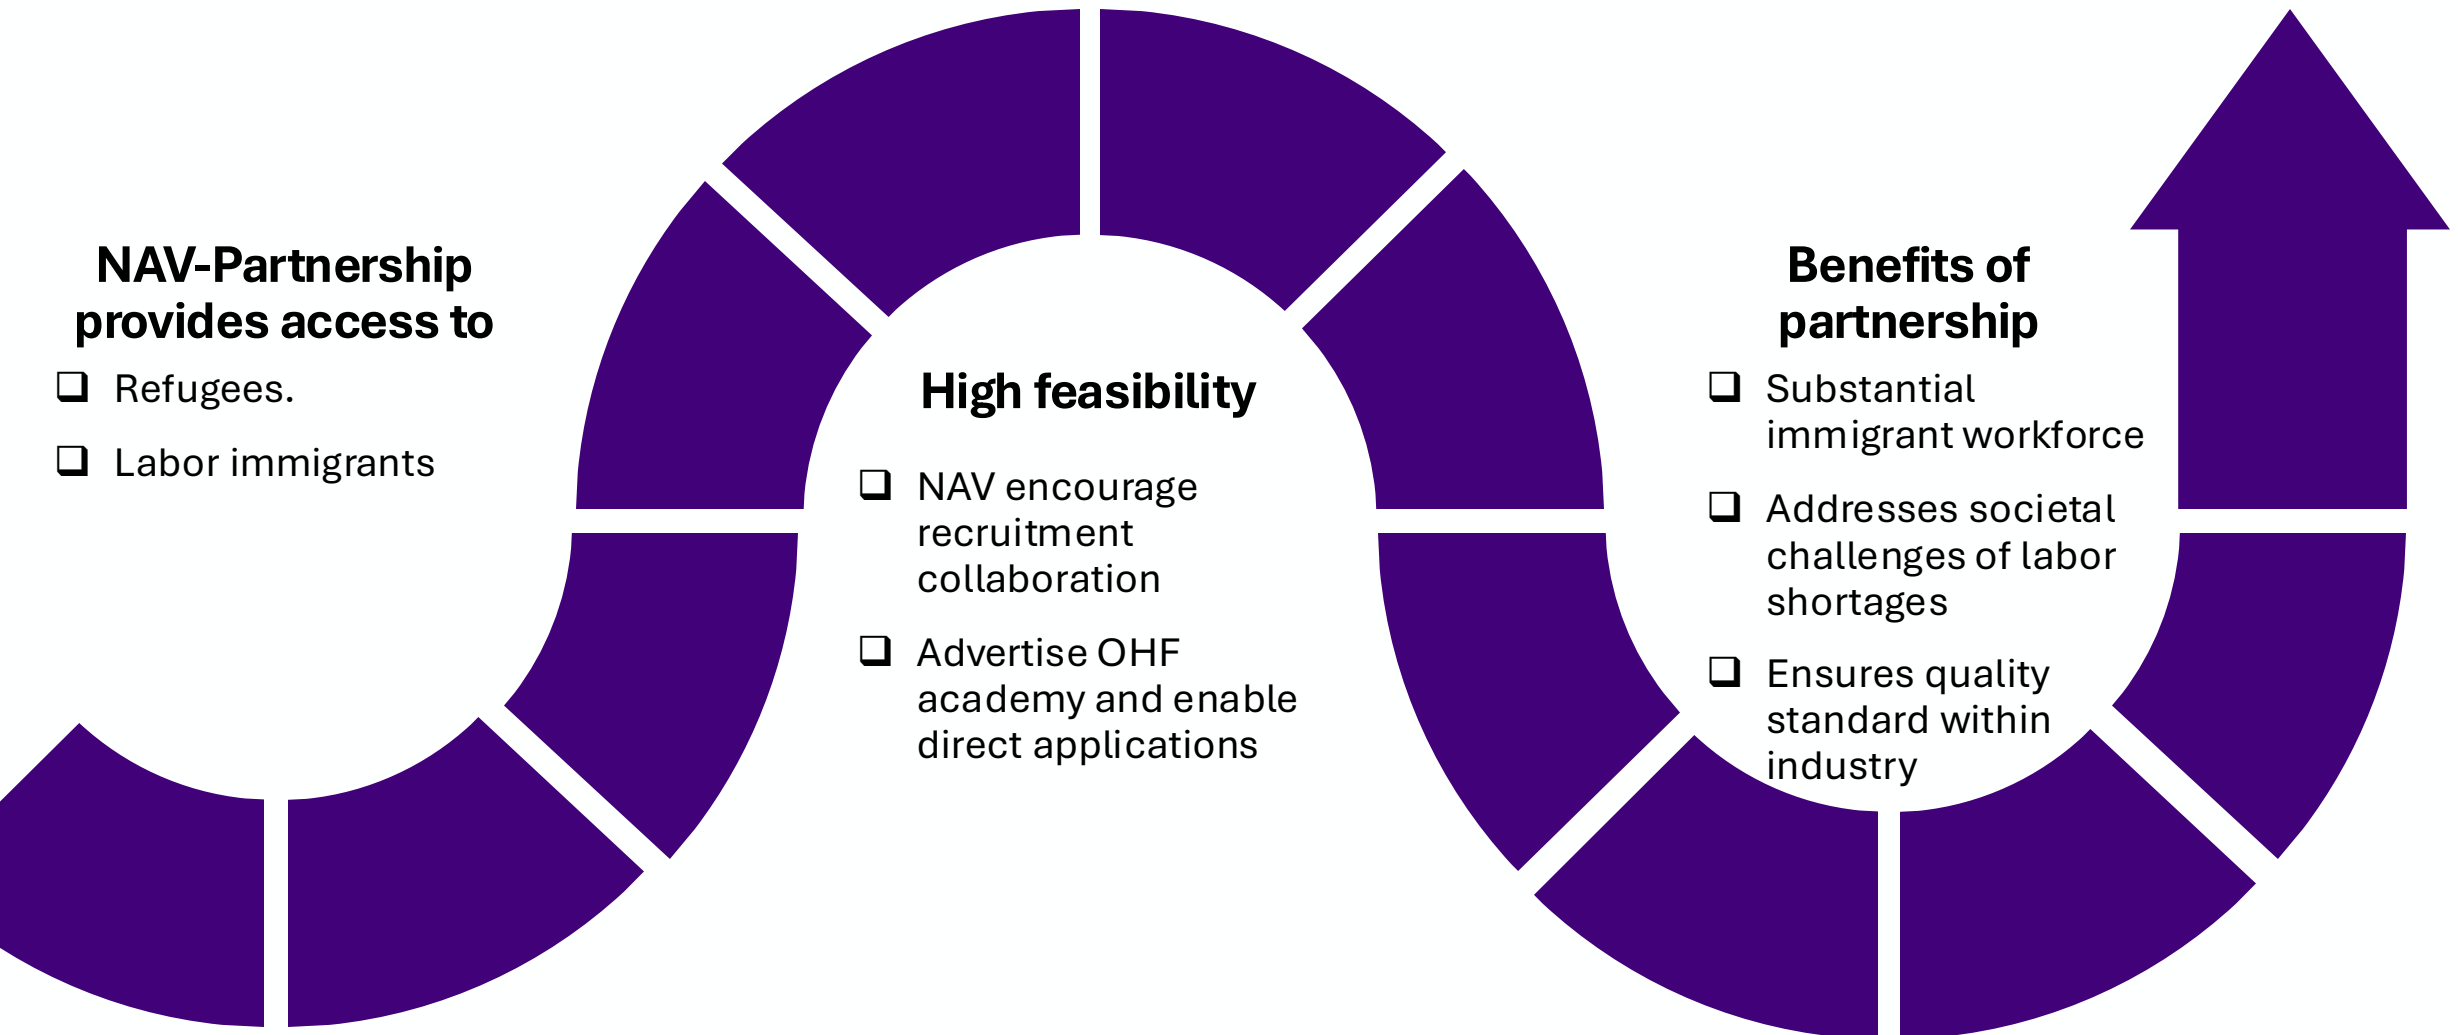 NAV-Partnership
provides access to
❑ Refugees.
❑ Labor immigrants
High feasibility
❑ NAV encourage
recruitment
collaboration
❑ Advertise OHF
academy and enable
direct applications
Benefits of
partnership
❑ Substantial
immigrant workforce
❑ Addresses societal
challenges of labor
shortages
❑ Ensures quality
standard within
industry